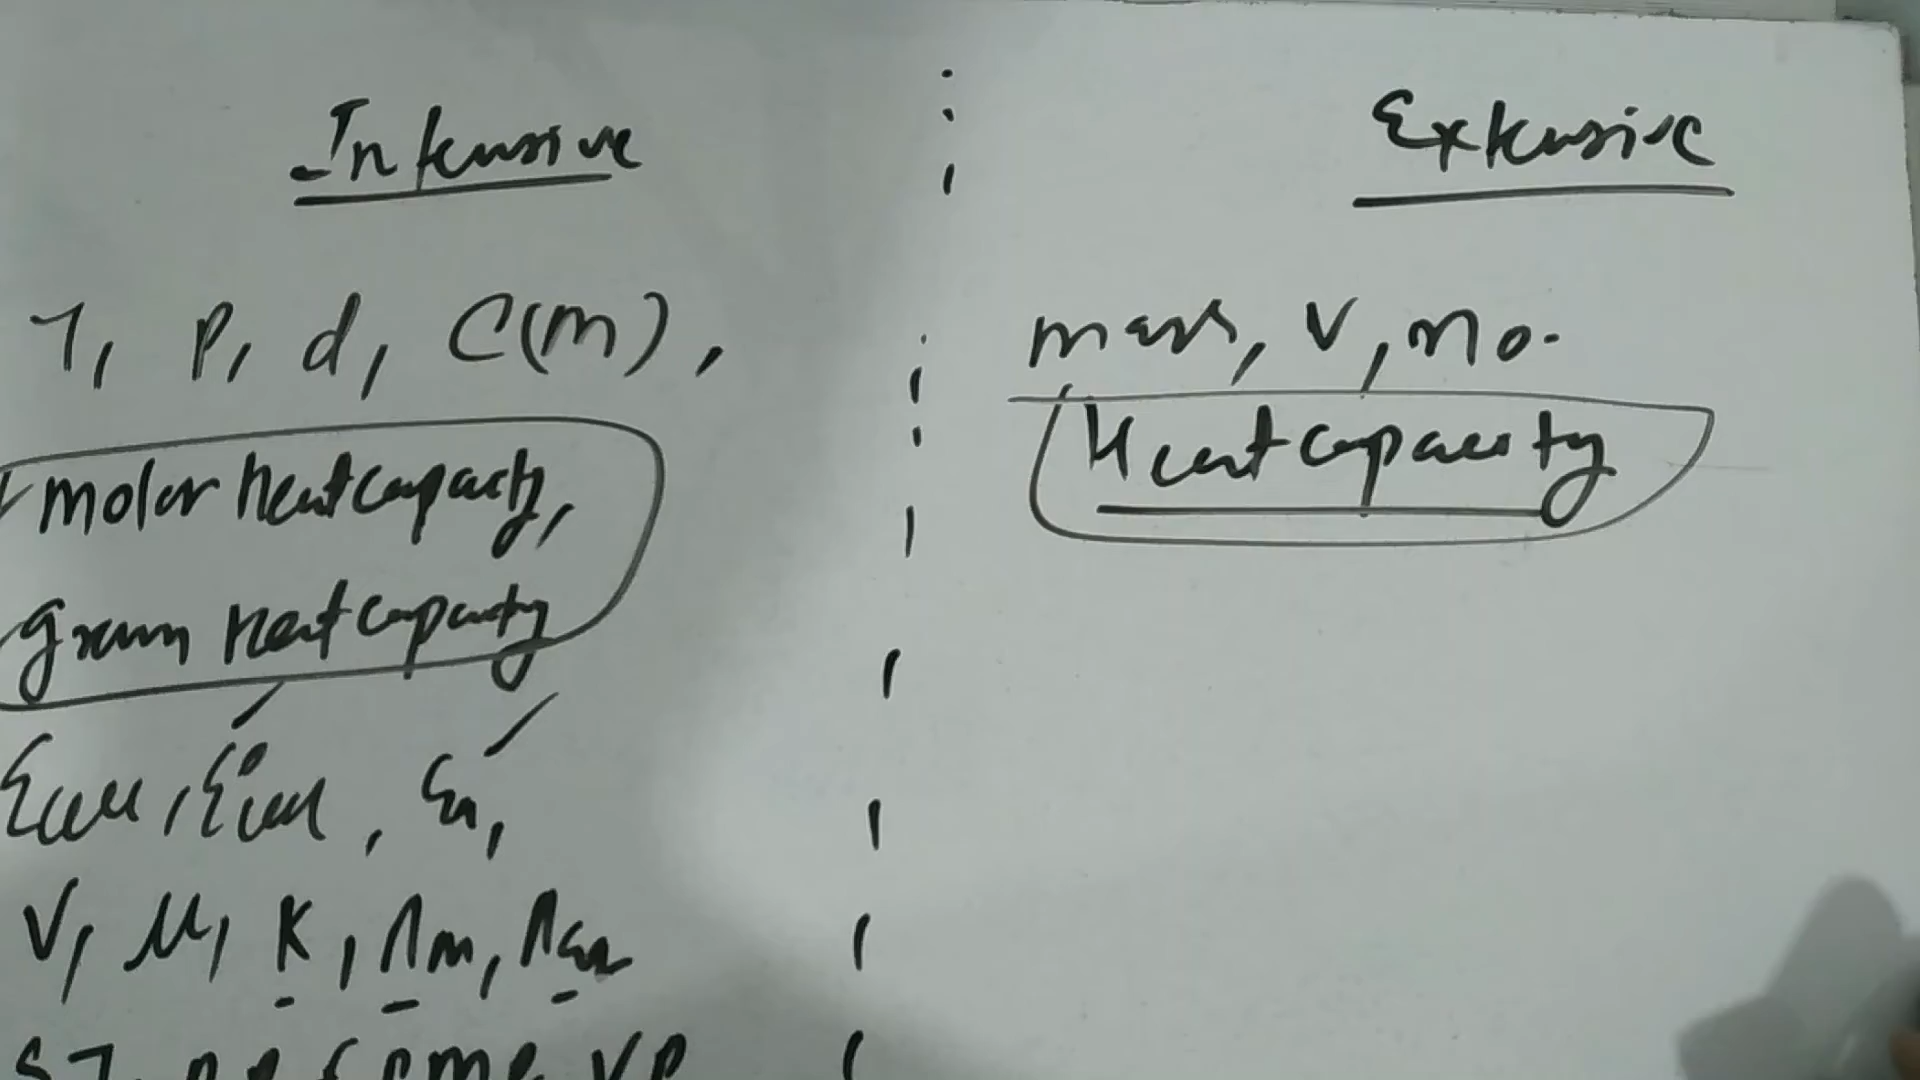 Intensive
T, P, d, C(M),
molar heat capacity,
gram heat capacity
Ecell, E°cell, En,
V, μ, K, Λm, Λeq
Extensive
mass, V, no.
Heat capacity